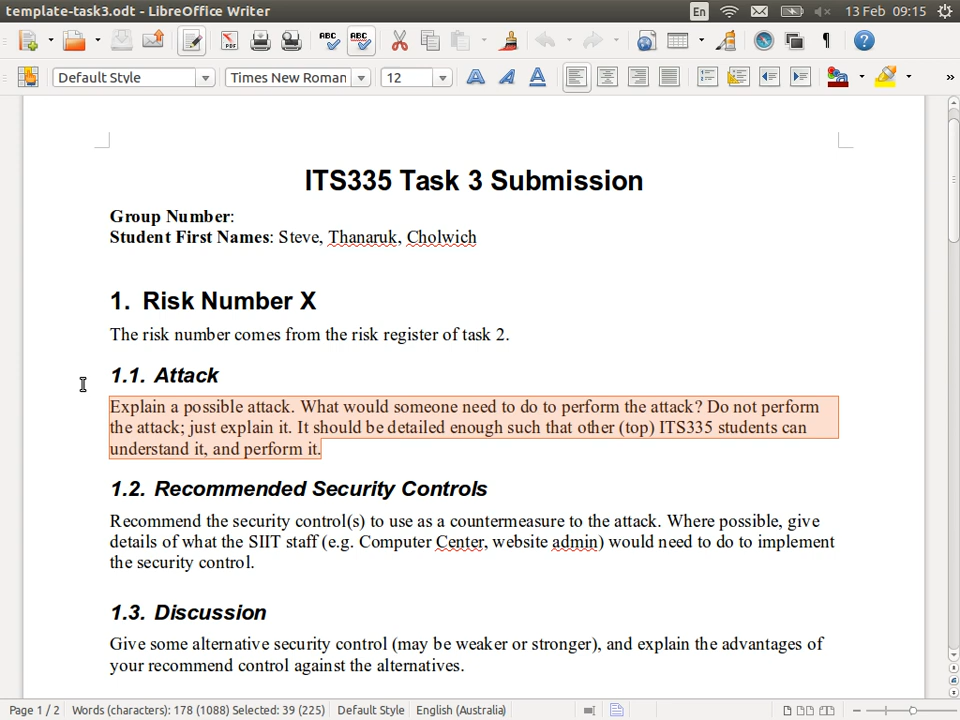 template-task3.odt - LibreOffice Writer
En
13 Feb 09:15
Default Style
Times New Roman
12
ITS335 Task 3 Submission
Group Number:
Student First Names: Steve, Thanaruk, Cholwich
1. Risk Number X
The risk number comes from the risk register of task 2.
1.1. Attack
Explain a possible attack. What would someone need to do to perform the attack? Do not perform
the attack; just explain it. It should be detailed enough such that other (top) ITS335 students can
understand it, and perform it.
1.2. Recommended Security Controls
Recommend the security control(s) to use as a countermeasure to the attack. Where possible, give
details of what the SIIT staff (e.g. Computer Center, website admin) would need to do to implement
the security control.
1.3. Discussion
Give some alternative security control (may be weaker or stronger), and explain the advantages of
your recommend control against the alternatives.
Page 1 / 2 Words (characters): 178 (1088) Selected: 39 (225) Default Style English (Australia)